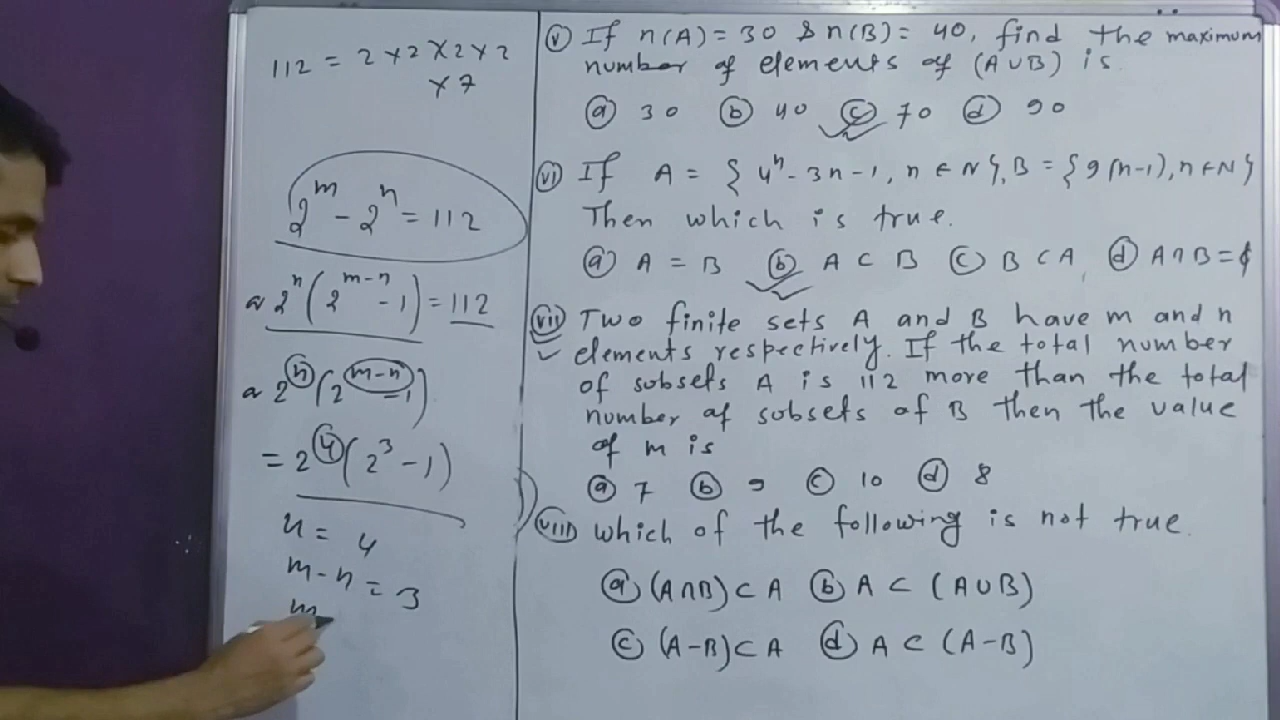 112 = 2 × 2 × 2 × 2
× 7
2^m - 2^n = 112
2^n (2^{m-n} - 1) = 112
2^n (2^{m-n} - 1)
= 2^4 (2^3 - 1)
n = 4
m - n = 3
m
(v) If n(A) = 30 & n(B) = 40, find the maximum
number of elements of (A ∪ B) is
(a) 30 (b) 40 (c) 70 (d) 90
(vi) If A = { 4^n - 3n - 1, n ∈ N }, B = { 9(n-1), n ∈ N }
Then which is true.
(a) A = B (b) A ⊂ B (c) B ⊂ A (d) A ∩ B = ϕ
(vii) Two finite sets A and B have m and n
elements respectively. If the total number
of subsets A is 112 more than the total
number of subsets of B then the value
of m is
(a) 7 (b) 9 (c) 10 (d) 8
(viii) which of the following is not true.
(a) (A ∩ B) ⊂ A (b) A ⊂ (A ∪ B)
(c) (A - B) ⊂ A (d) A ⊂ (A - B)